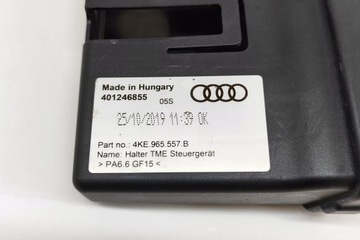 Made in Hungary
401246855
05S
25/10/2019 11:39 OK
Part no.: 4KE.965.557.B
Name: Halter TME Steuergerät
> PA6.6 GF15 <